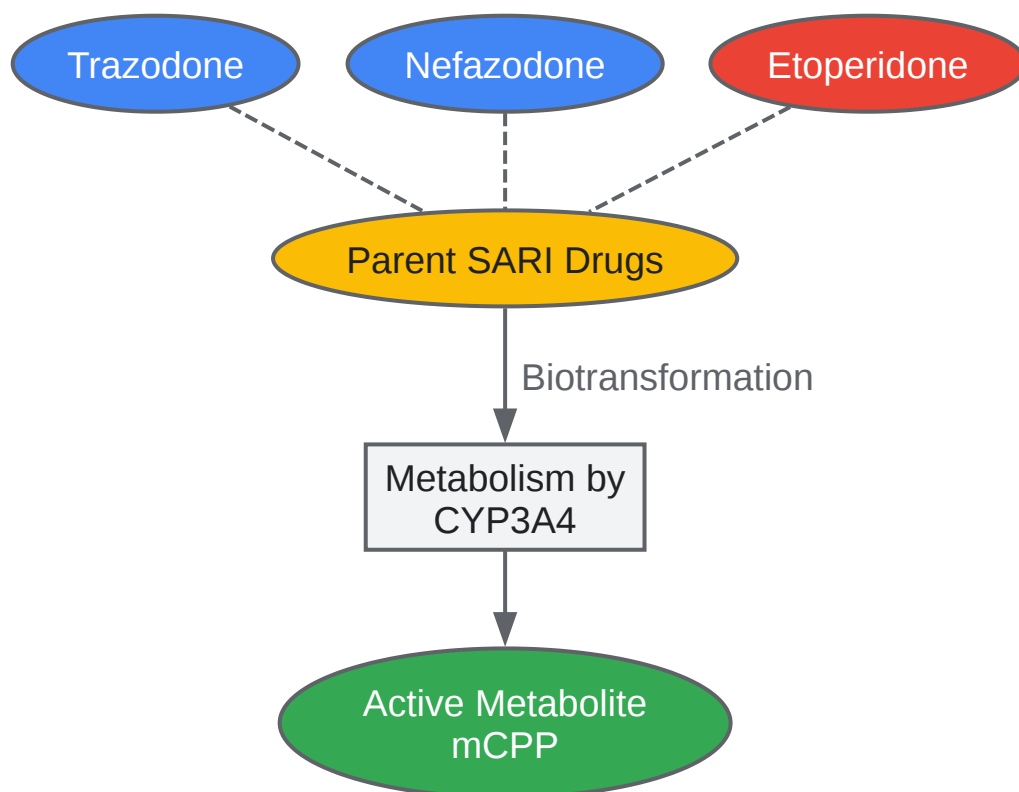 Trazodone
Nefazodone
Etoperidone
Parent SARI Drugs
Biotransformation
Metabolism by
CYP3A4
Active Metabolite
mCPP